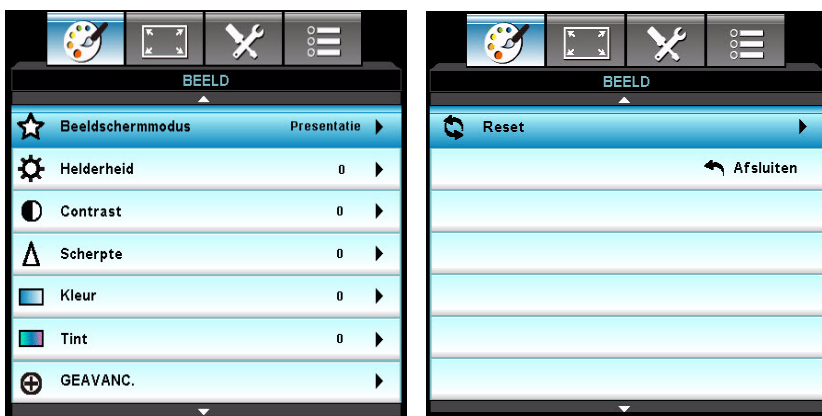 BEELD
Beeldschermmodus Presentatie
Helderheid 0
Contrast 0
Scherpte 0
Kleur 0
Tint 0
GEAVANC.
BEELD
Reset
Afsluiten